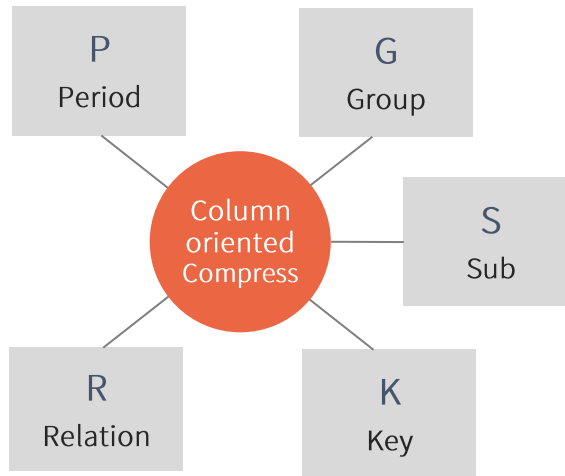 P
Period
G
Group
Column
oriented
Compress
S
Sub
R
Relation
K
Key